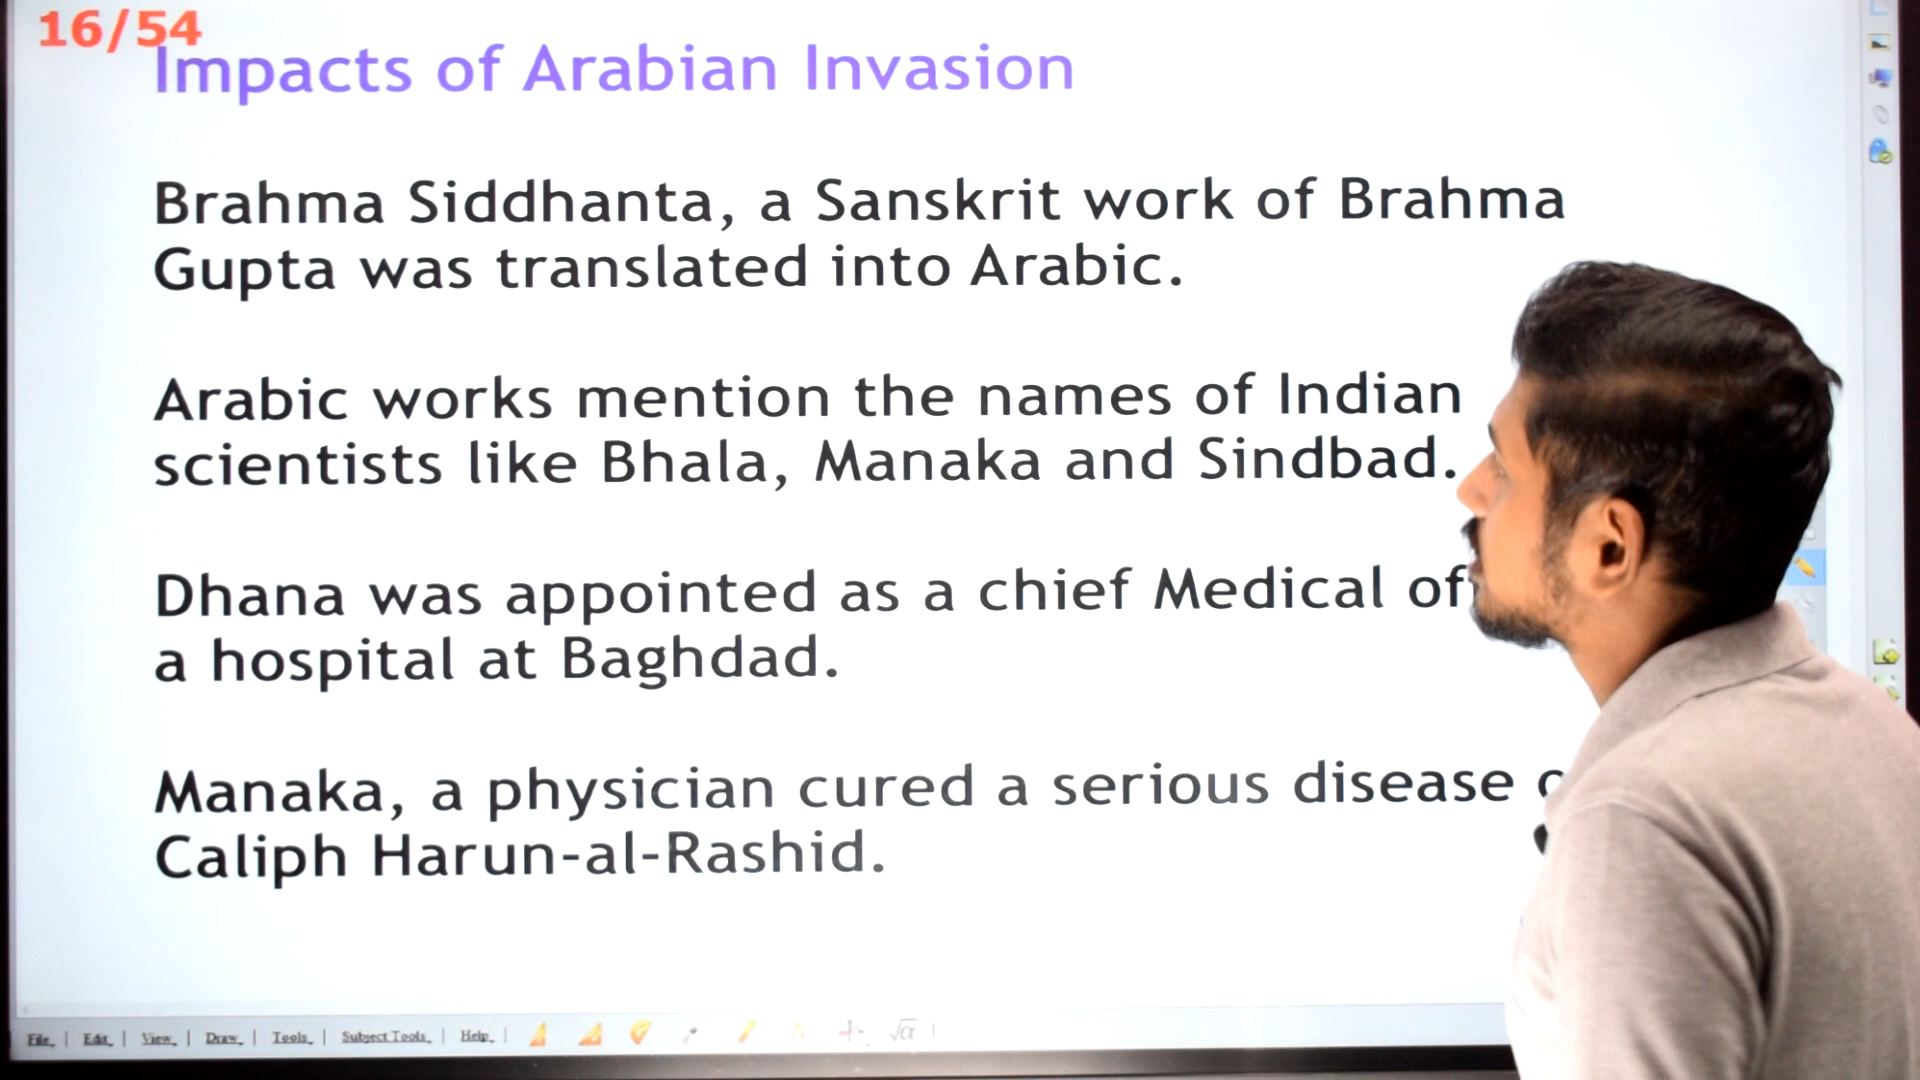 16/54
Impacts of Arabian Invasion
Brahma Siddhanta, a Sanskrit work of Brahma
Gupta was translated into Arabic.
Arabic works mention the names of Indian
scientists like Bhala, Manaka and Sindbad.
Dhana was appointed as a chief Medical of
a hospital at Baghdad.
Manaka, a physician cured a serious disease
Caliph Harun-al-Rashid.
File | Edit | View | Draw | Tools | Subject Tools | Help |
√α